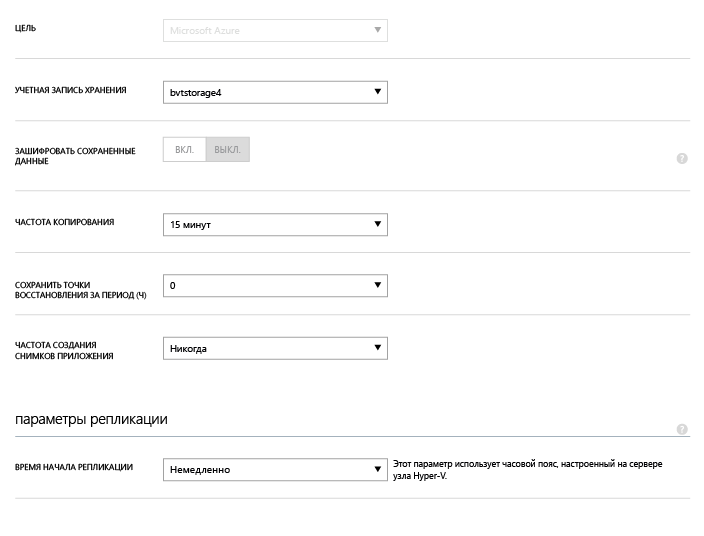 ЦЕЛЬ
Microsoft Azure
УЧЕТНАЯ ЗАПИСЬ ХРАНЕНИЯ
bvtstorage4
ЗАШИФРОВАТЬ СОХРАНЕННЫЕ
ДАННЫЕ
ВКЛ. ВЫКЛ.
?
ЧАСТОТА КОПИРОВАНИЯ
15 минут
СОХРАНИТЬ ТОЧКИ
ВОССТАНОВЛЕНИЯ ЗА ПЕРИОД (Ч)
0
ЧАСТОТА СОЗДАНИЯ
СНИМКОВ ПРИЛОЖЕНИЯ
Никогда
параметры репликации
?
ВРЕМЯ НАЧАЛА РЕПЛИКАЦИИ
Немедленно
Этот параметр использует часовой пояс, настроенный на сервере
узла Hyper-V.